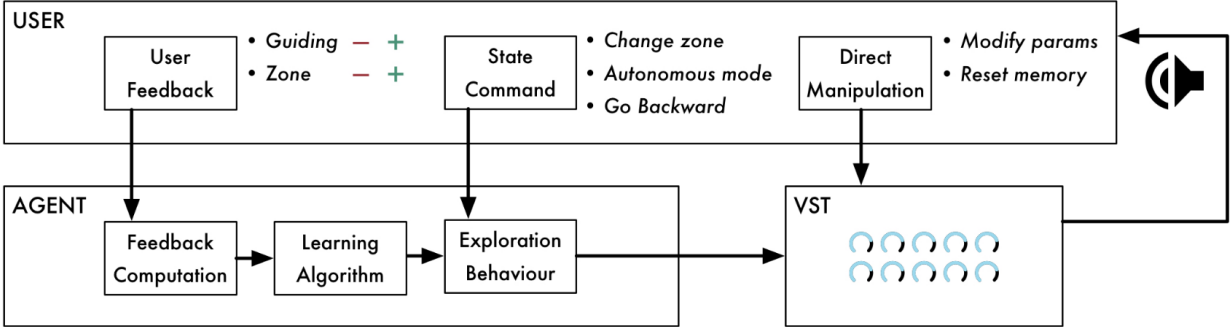 USER
User
Feedback
• Guiding − +
• Zone − +
State
Command
• Change zone
• Autonomous mode
• Go Backward
Direct
Manipulation
• Modify params
• Reset memory
AGENT
Feedback
Computation
Learning
Algorithm
Exploration
Behaviour
VST